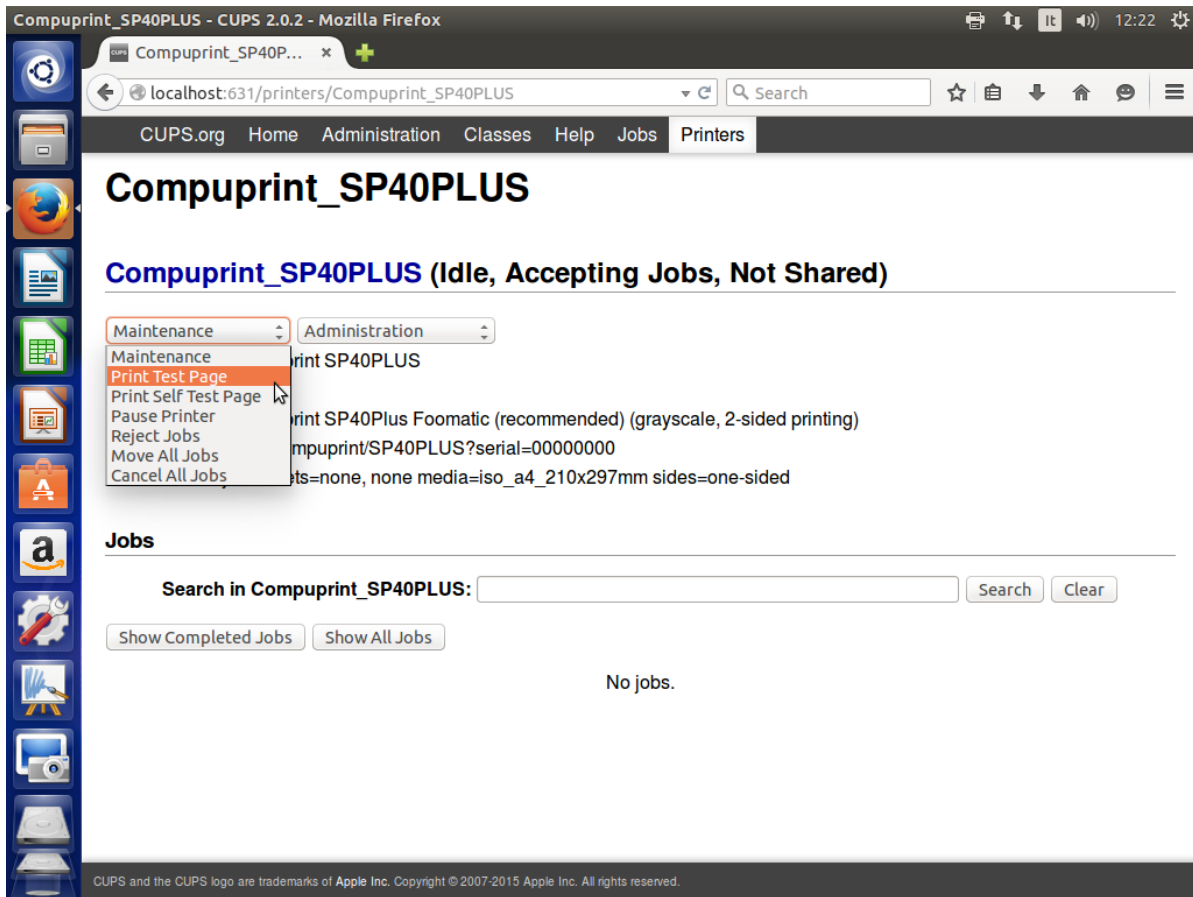 Compuprint_SP40PLUS - CUPS 2.0.2 - Mozilla Firefox It 12:22
CUPS Compuprint_SP40P... ×
localhost:631/printers/Compuprint_SP40PLUS Search
CUPS.org Home Administration Classes Help Jobs Printers
Compuprint_SP40PLUS
Compuprint_SP40PLUS (Idle, Accepting Jobs, Not Shared)
Maintenance Administration
Maintenance
rint SP40PLUS
Print Test Page
Print Self Test Page
Pause Printer
rint SP40Plus Foomatic (recommended) (grayscale, 2-sided printing)
Reject Jobs
mpuprint/SP40PLUS?serial=00000000
Move All Jobs
Cancel All Jobs
ets=none, none media=iso_a4_210x297mm sides=one-sided
Jobs
Search in Compuprint_SP40PLUS: Search Clear
Show Completed Jobs Show All Jobs
No jobs.
CUPS and the CUPS logo are trademarks of Apple Inc. Copyright © 2007-2015 Apple Inc. All rights reserved.